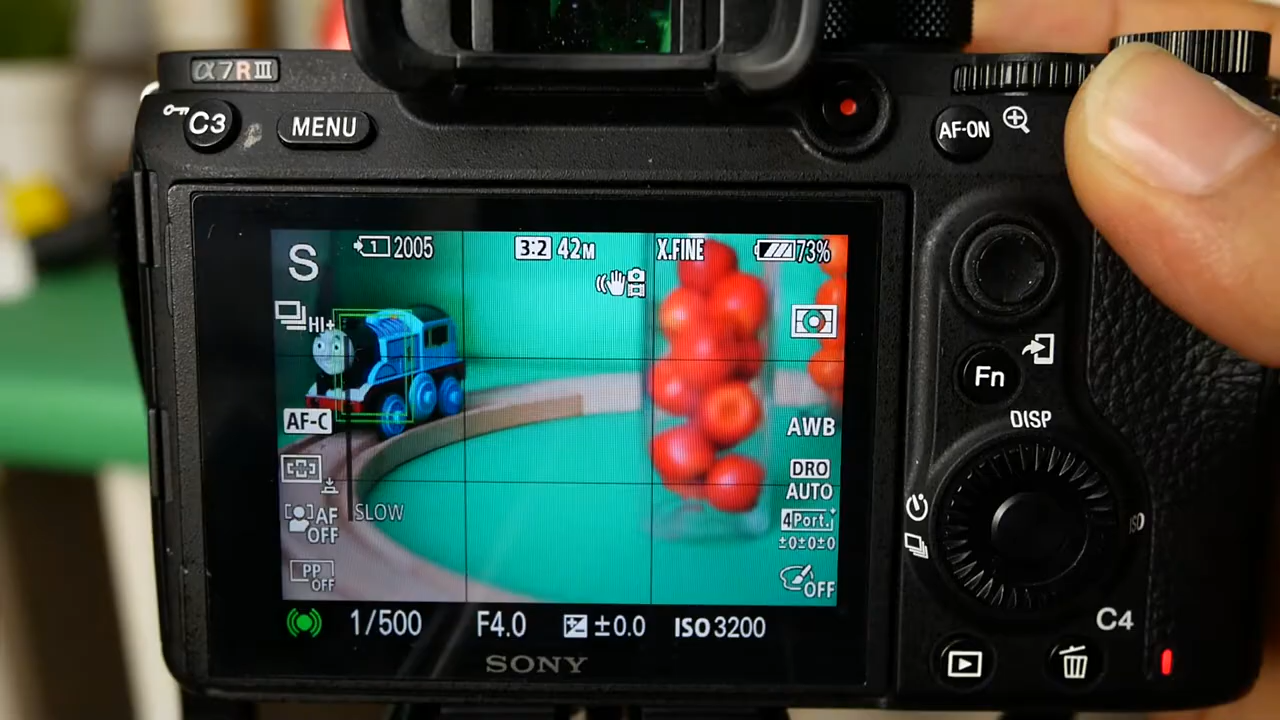 α7RIII
C3
MENU
AF-ON
S
1 2005
3:2 42M
X.FINE
73%
HI+
AF-C
AWB
DRO
AUTO
AF
OFF
SLOW
4Port.+
±0±0±0
PP
OFF
OFF
1/500
F4.0
±0.0
ISO 3200
SONY
Fn
DISP
ISO
C4